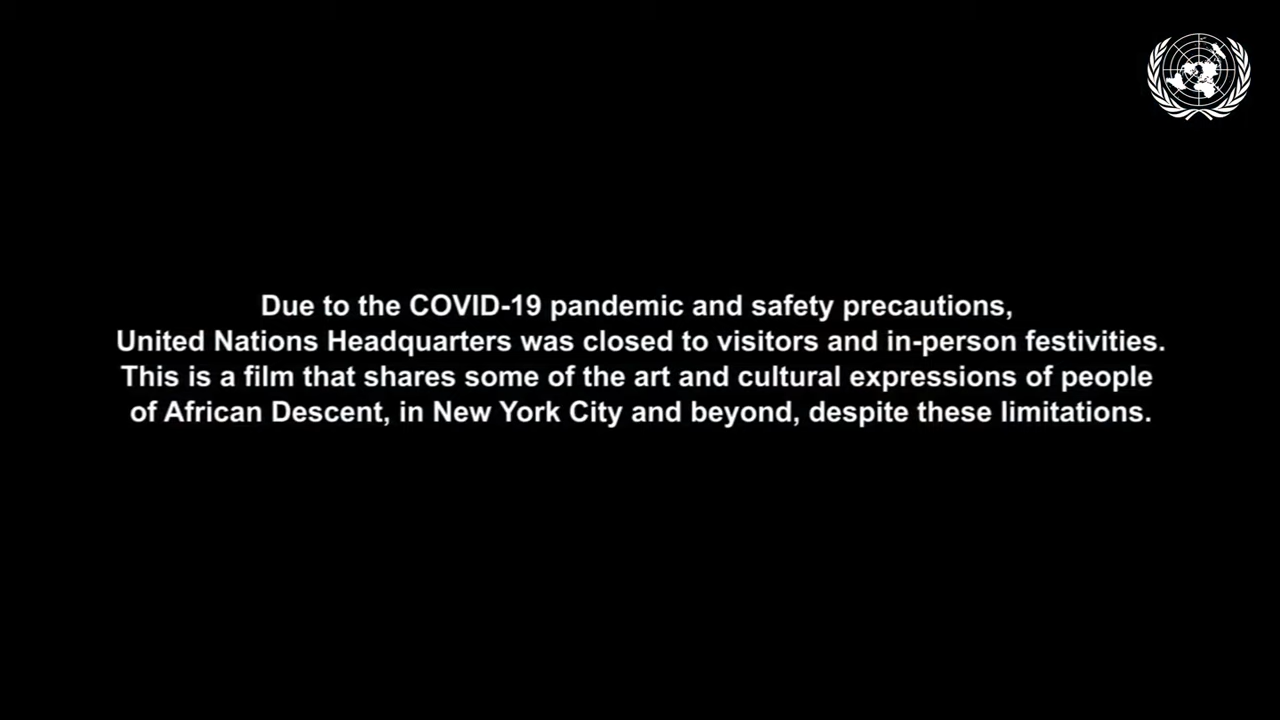 Due to the COVID-19 pandemic and safety precautions,
United Nations Headquarters was closed to visitors and in-person festivities.
This is a film that shares some of the art and cultural expressions of people
of African Descent, in New York City and beyond, despite these limitations.